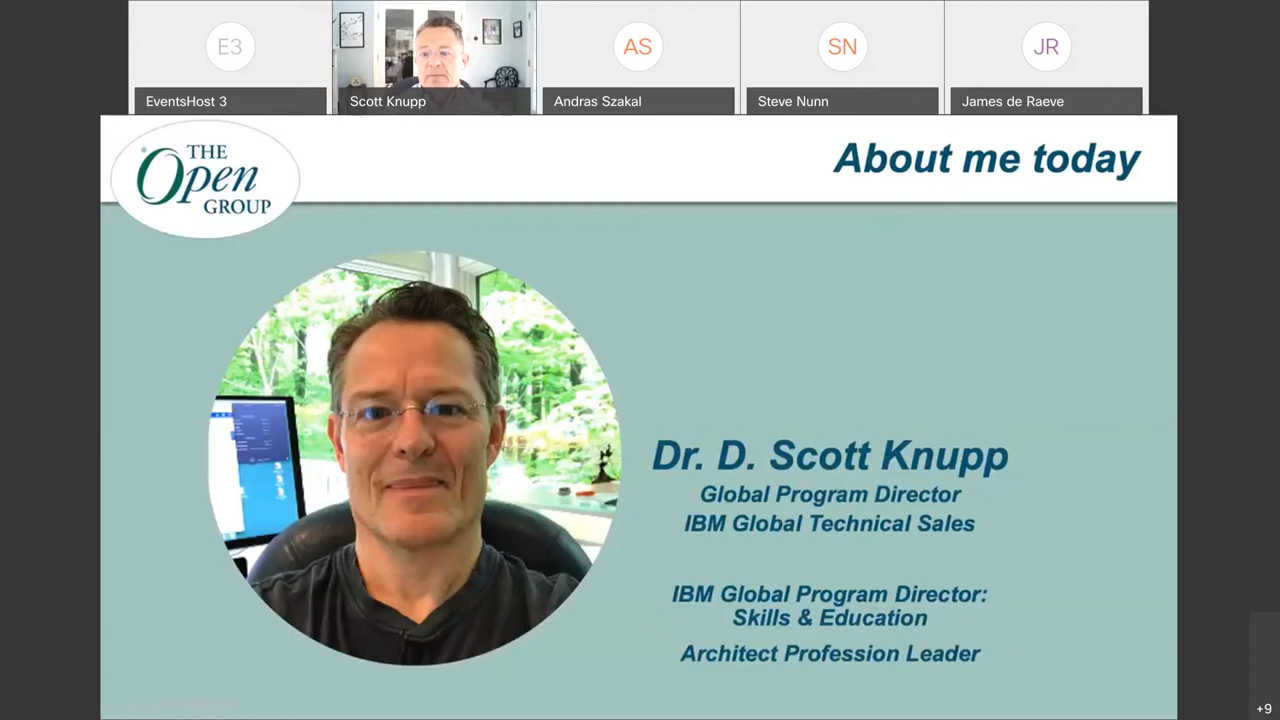 E3
AS
SN
JR
EventsHost 3
Scott Knupp
Andras Szakal
Steve Nunn
James de Raeve
THE
Open
GROUP
®
About me today
Dr. D. Scott Knupp
Global Program Director
IBM Global Technical Sales
IBM Global Program Director:
Skills & Education
Architect Profession Leader
+9